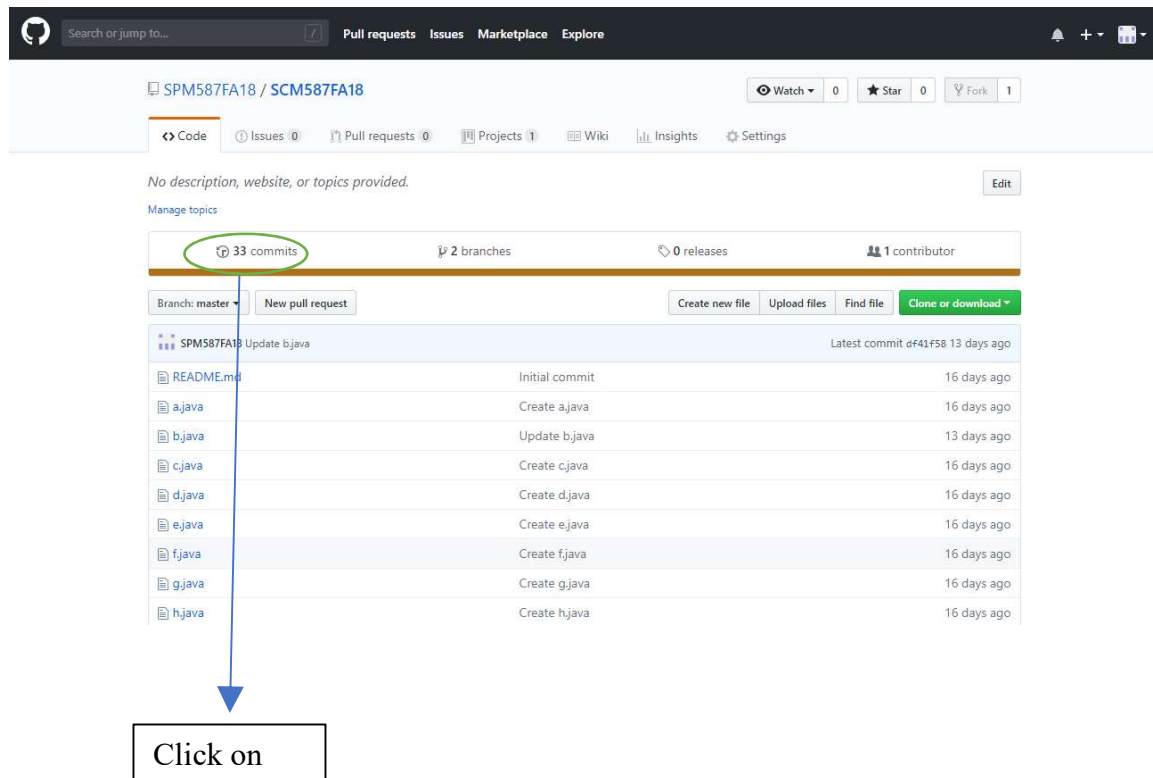 Search or jump to... / Pull requests Issues Marketplace Explore
SPM587FA18 / SCM587FA18 Watch 0 Star 0 Fork 1
Code Issues 0 Pull requests 0 Projects 1 Wiki Insights Settings
No description, website, or topics provided. Edit
Manage topics
33 commits 2 branches 0 releases 1 contributor
Branch: master New pull request Create new file Upload files Find file Clone or download
SPM587FA18 Update b.java Latest commit df41f58 13 days ago
README.md Initial commit 16 days ago
a.java Create a.java 16 days ago
b.java Update b.java 13 days ago
c.java Create c.java 16 days ago
d.java Create d.java 16 days ago
e.java Create e.java 16 days ago
f.java Create f.java 16 days ago
g.java Create g.java 16 days ago
h.java Create h.java 16 days ago
Click on